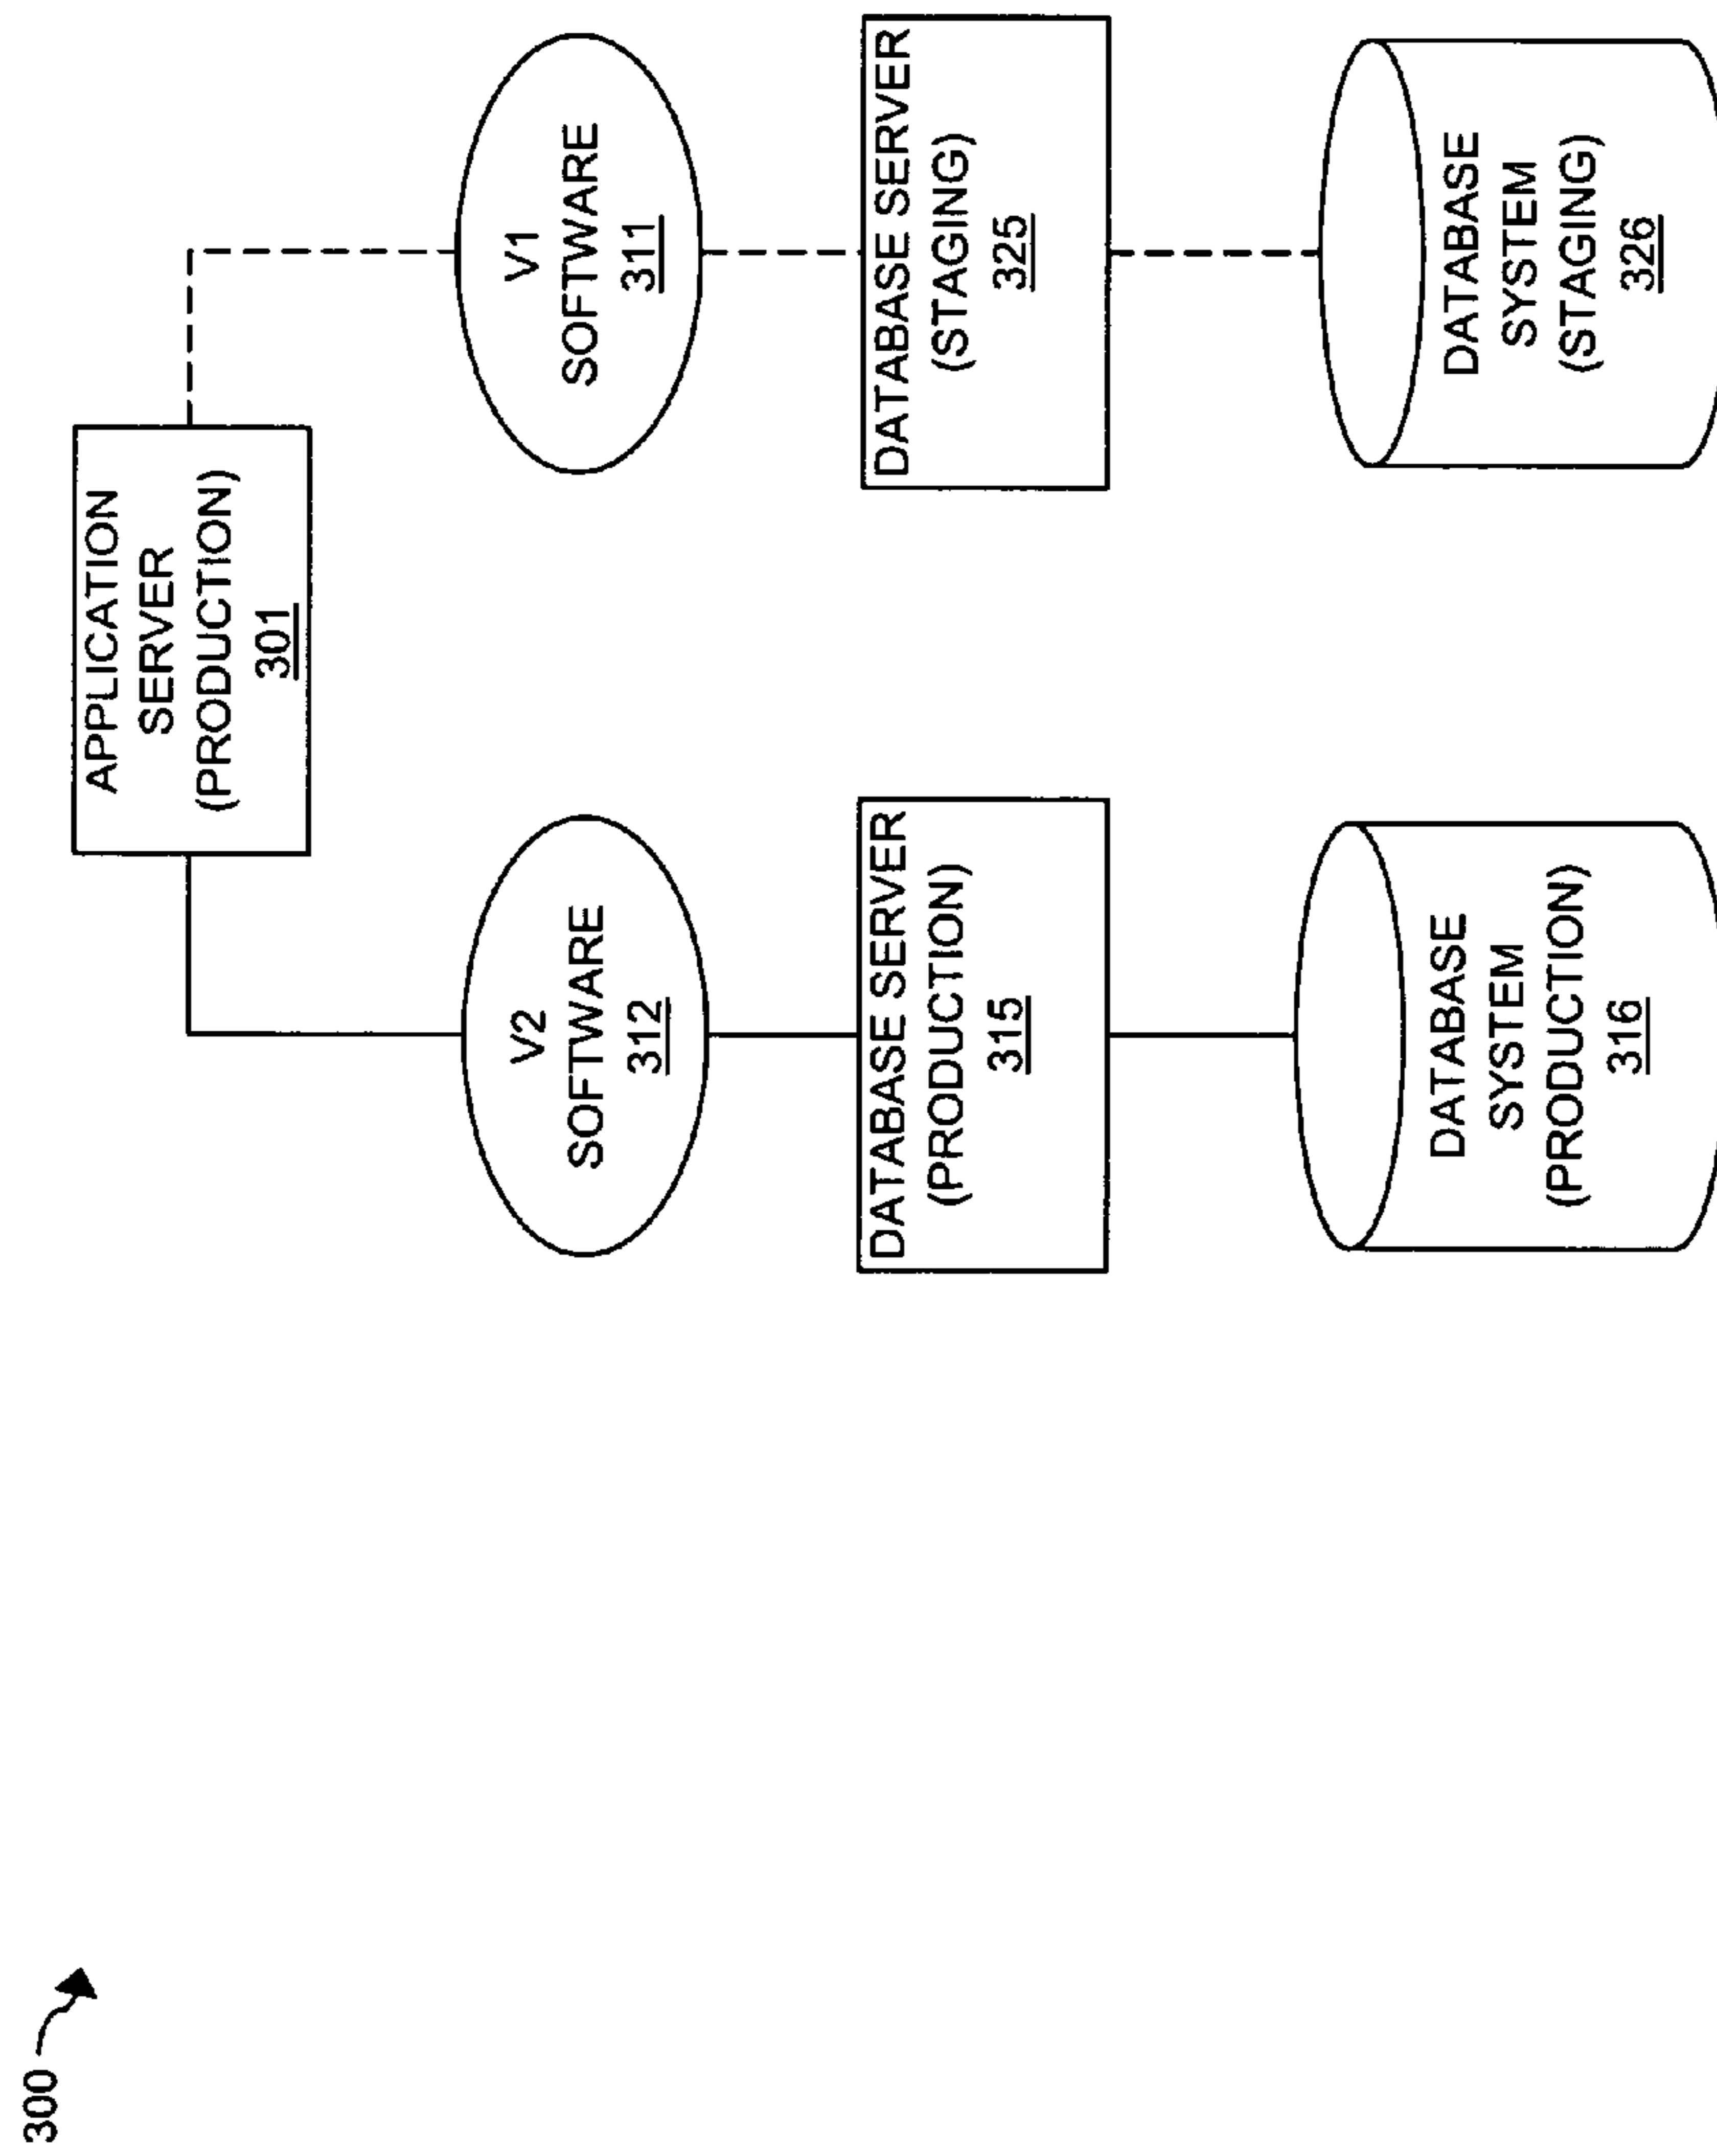 300
APPLICATION
SERVER
(PRODUCTION)
301
V2
SOFTWARE
312
V1
SOFTWARE
311
DATABASE SERVER
(PRODUCTION)
315
DATABASE SERVER
(STAGING)
325
DATABASE
SYSTEM
(PRODUCTION)
316
DATABASE
SYSTEM
(STAGING)
326